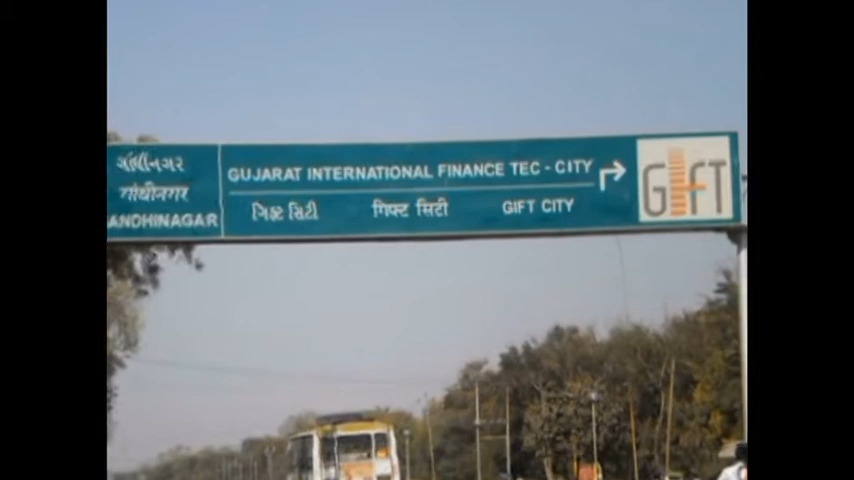 ગાંધીનગર
गांधीनगर
ANDHINAGAR
GUJARAT INTERNATIONAL FINANCE TEC - CITY
ગિફ્ટ સિટી गिफ्ट सिटी GIFT CITY
GIFT